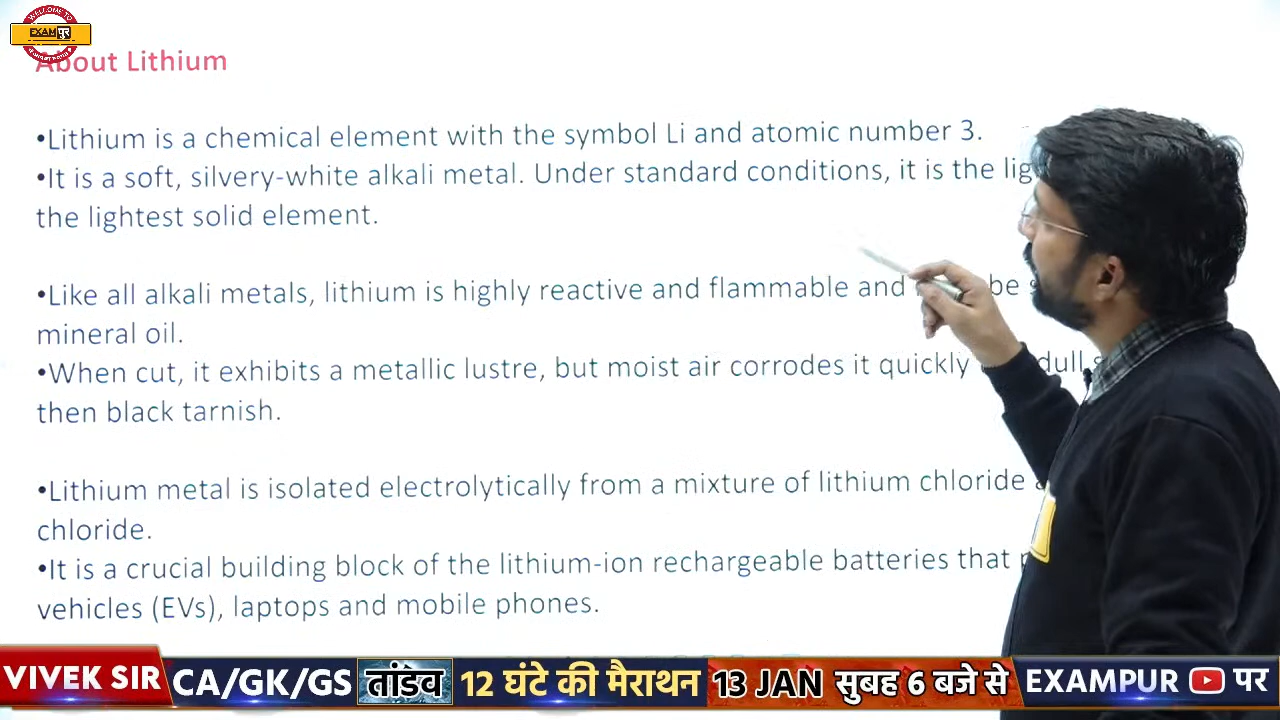 WELCOME TO
EXAM पुर
About Lithium
•Lithium is a chemical element with the symbol Li and atomic number 3.
•It is a soft, silvery-white alkali metal. Under standard conditions, it is the
the lightest solid element.
•Like all alkali metals, lithium is highly reactive and flammable and be
mineral oil.
•When cut, it exhibits a metallic lustre, but moist air corrodes it quickly dull
then black tarnish.
•Lithium metal is isolated electrolytically from a mixture of lithium chloride
chloride.
•It is a crucial building block of the lithium-ion rechargeable batteries that
vehicles (EVs), laptops and mobile phones.
VIVEK SIR CA/GK/GS तांडव 12 घंटे की मैराथन 13 JAN सुबह 6 बजे से EXAMPUR पर